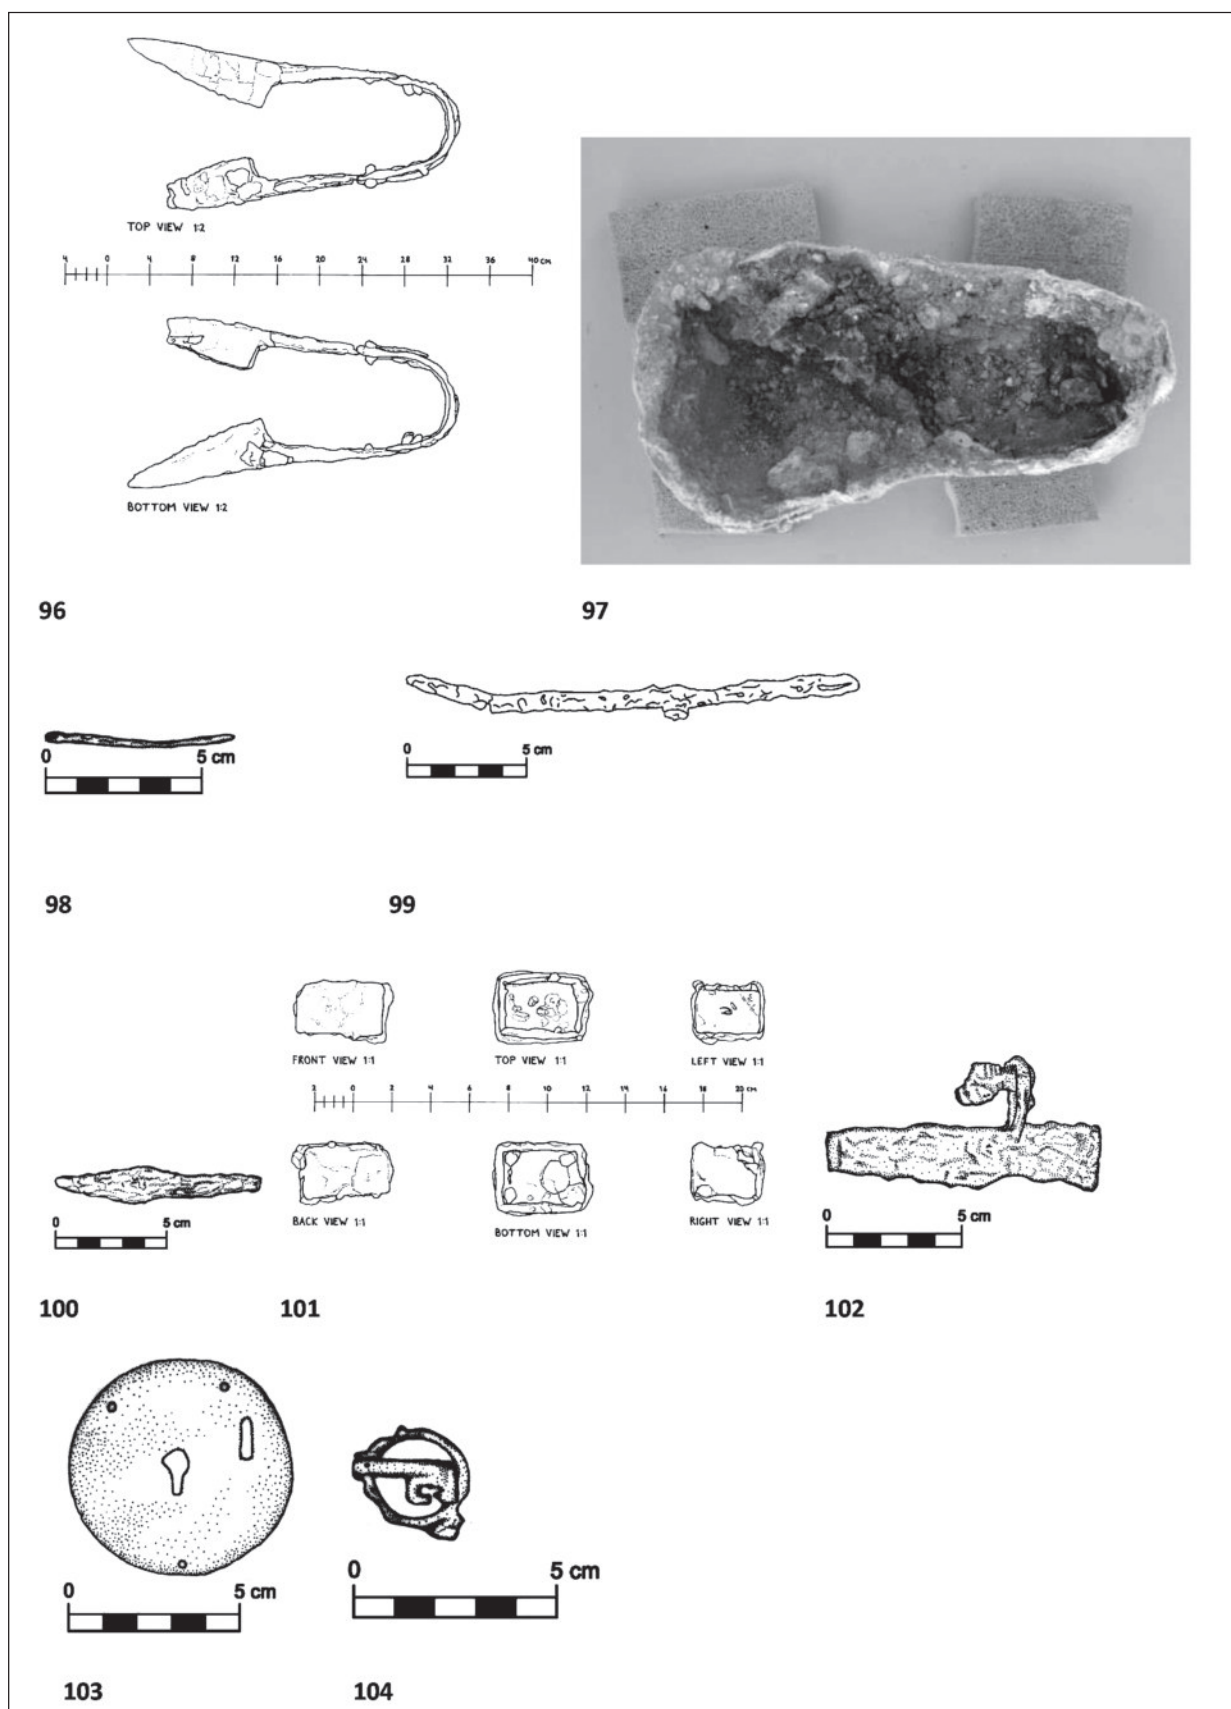 TOP VIEW 1:2
4 0 4 8 12 16 20 24 28 32 36 40 CM
BOTTOM VIEW 1:2
96 97
0 5 cm
0 5 cm
98 99
FRONT VIEW 1:1 TOP VIEW 1:1 LEFT VIEW 1:1
2 0 2 4 6 8 10 12 14 16 18 20 CM
BACK VIEW 1:1 BOTTOM VIEW 1:1 RIGHT VIEW 1:1
0 5 cm
0 5 cm
100 101 102
0 5 cm
0 5 cm
103 104